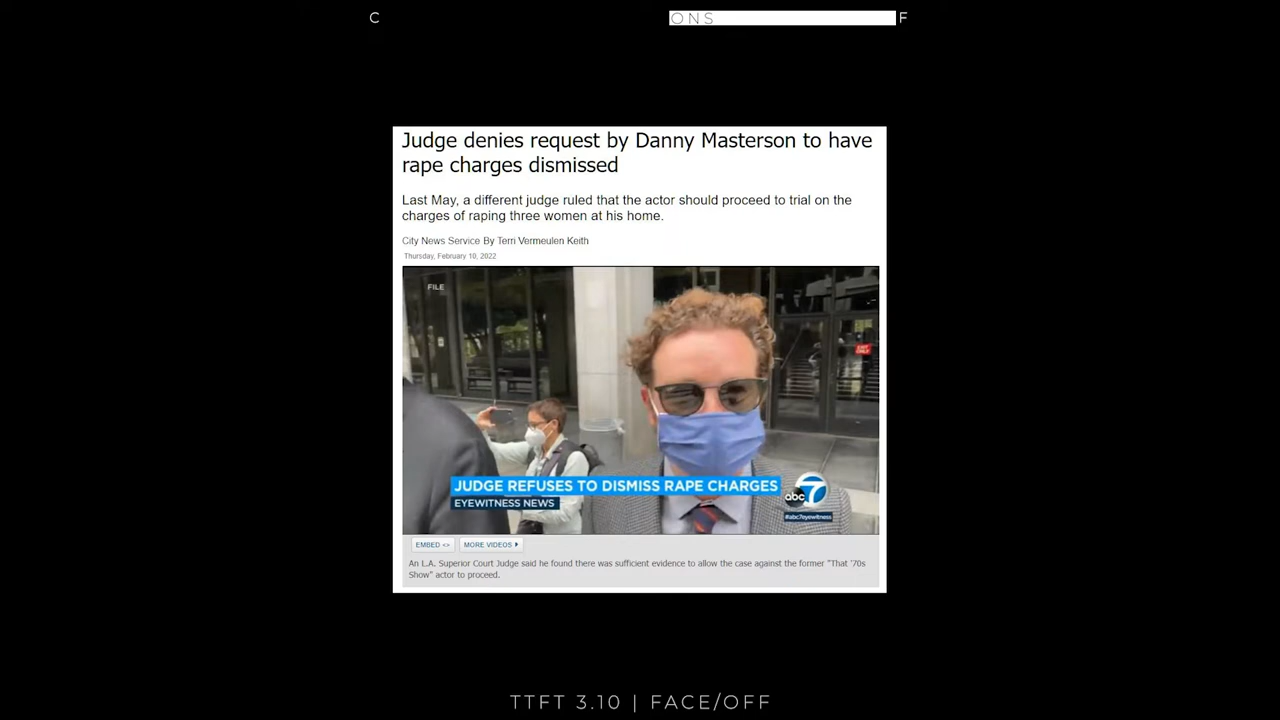 C ONS F
Judge denies request by Danny Masterson to have
rape charges dismissed
Last May, a different judge ruled that the actor should proceed to trial on the
charges of raping three women at his home.
City News Service By Terri Vermeulen Keith
Thursday, February 10, 2022
FILE
EXIT ONLY
JUDGE REFUSES TO DISMISS RAPE CHARGES
EYEWITNESS NEWS
abc 7
#abc7eyewitness
EMBED <> MORE VIDEOS
An L.A. Superior Court Judge said he found there was sufficient evidence to allow the case against the former "That '70s
Show" actor to proceed.
TTFT 3.10 | FACE/OFF